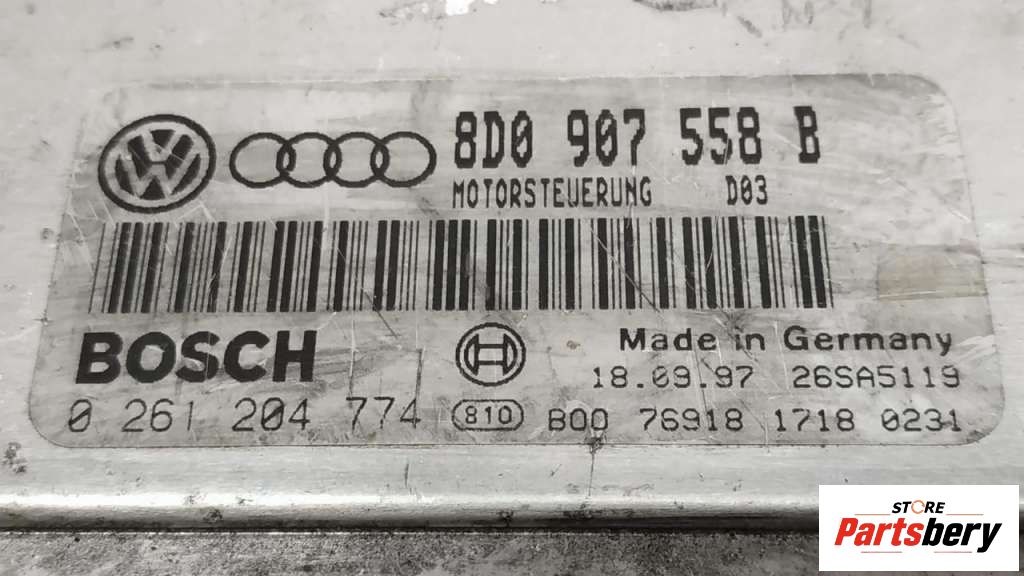 8D0 907 558 B
MOTORSTEUERUNG D03
BOSCH
Made in Germany
18.09.97 26SA5119
0 261 204 774 810 B00 76918 1718 0231
STORE
Partsbery